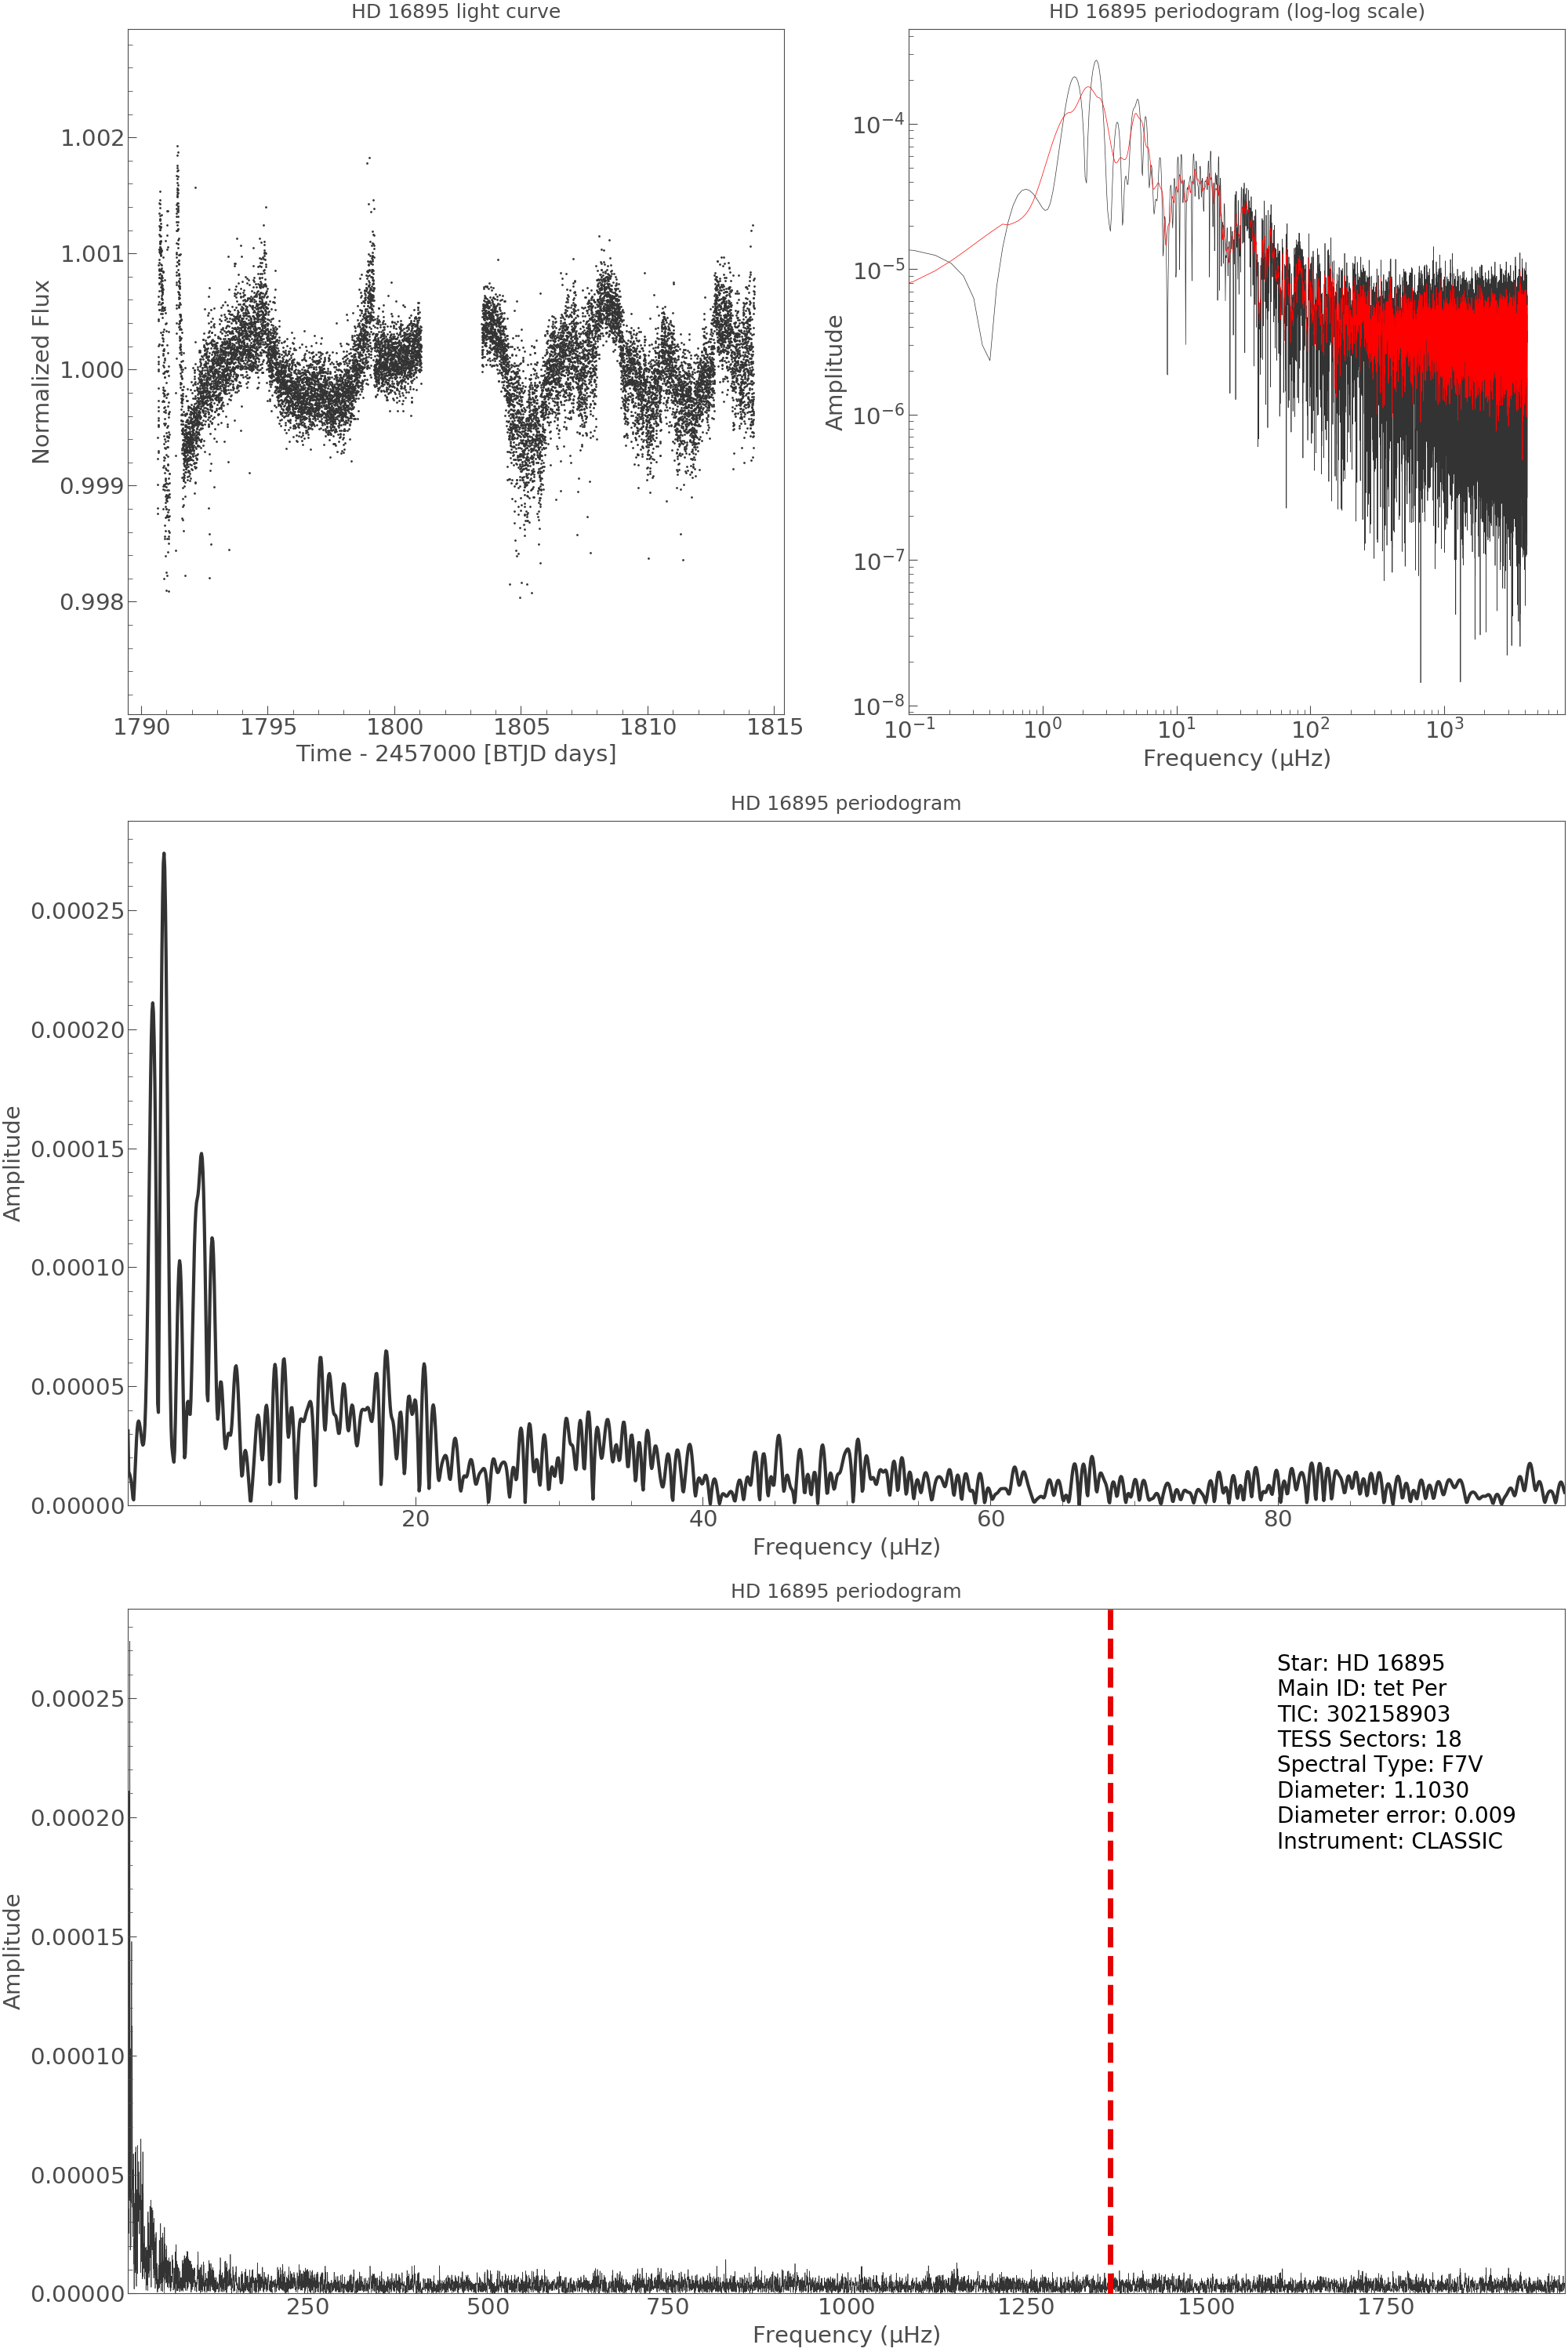 HD 16895 light curve
1.002
1.001
1.000
0.999
0.998
Normalized Flux
1790 1795 1800 1805 1810 1815
Time - 2457000 [BTJD days]
HD 16895 periodogram (log-log scale)
10⁻⁴
10⁻⁵
10⁻⁶
10⁻⁷
10⁻⁸
Amplitude
10⁻¹ 10⁰ 10¹ 10² 10³
Frequency (μHz)
HD 16895 periodogram
0.00025
0.00020
0.00015
0.00010
0.00005
0.00000
Amplitude
20 40 60 80
Frequency (μHz)
HD 16895 periodogram
0.00025
0.00020
0.00015
0.00010
0.00005
0.00000
Amplitude
Star: HD 16895
Main ID: tet Per
TIC: 302158903
TESS Sectors: 18
Spectral Type: F7V
Diameter: 1.1030
Diameter error: 0.009
Instrument: CLASSIC
250 500 750 1000 1250 1500 1750
Frequency (μHz)